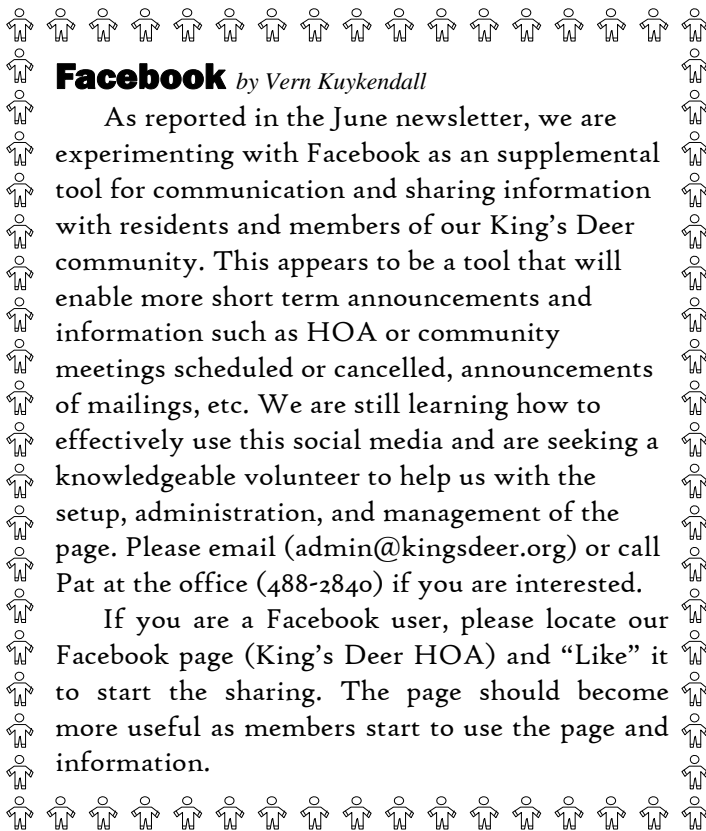 Facebook by Vern Kuykendall
As reported in the June newsletter, we are
experimenting with Facebook as an supplemental
tool for communication and sharing information
with residents and members of our King's Deer
community. This appears to be a tool that will
enable more short term announcements and
information such as HOA or community
meetings scheduled or cancelled, announcements
of mailings, etc. We are still learning how to
effectively use this social media and are seeking a
knowledgeable volunteer to help us with the
setup, administration, and management of the
page. Please email (admin@kingsdeer.org) or call
Pat at the office (488-2840) if you are interested.
If you are a Facebook user, please locate our
Facebook page (King's Deer HOA) and “Like” it
to start the sharing. The page should become
more useful as members start to use the page and
information.